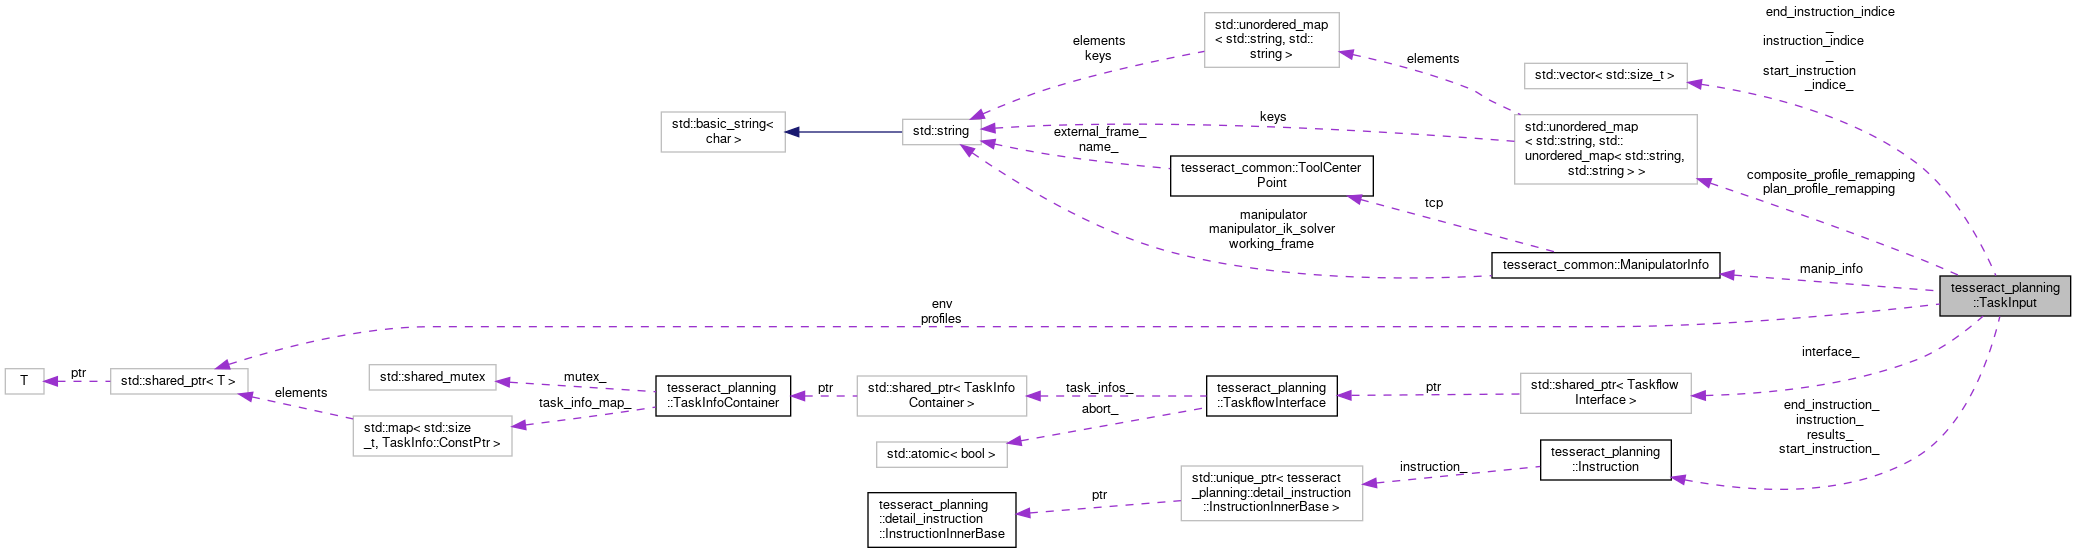 end_instruction_indice
_
instruction_indice
_
start_instruction
_indice_
std::unordered_map
< std::string, std::
string >
elements
keys
elements
std::vector< std::size_t >
std::basic_string<
char >
std::string
external_frame_
name_
keys
std::unordered_map
< std::string, std::
unordered_map< std::string,
std::string > >
tesseract_common::ToolCenter
Point
composite_profile_remapping
plan_profile_remapping
tcp
manipulator
manipulator_ik_solver
working_frame
tesseract_common::ManipulatorInfo
manip_info
tesseract_planning
::TaskInput
env
profiles
T
ptr
std::shared_ptr< T >
elements
std::shared_mutex
mutex_
task_info_map_
std::map< std::size
_t, TaskInfo::ConstPtr >
tesseract_planning
::TaskInfoContainer
ptr
std::shared_ptr< TaskInfo
Container >
task_infos_
abort_
std::atomic< bool >
tesseract_planning
::TaskflowInterface
ptr
std::shared_ptr< Taskflow
Interface >
interface_
end_instruction_
instruction_
results_
start_instruction_
tesseract_planning
::Instruction
instruction_
std::unique_ptr< tesseract
_planning::detail_instruction
::InstructionInnerBase >
ptr
tesseract_planning
::detail_instruction
::InstructionInnerBase